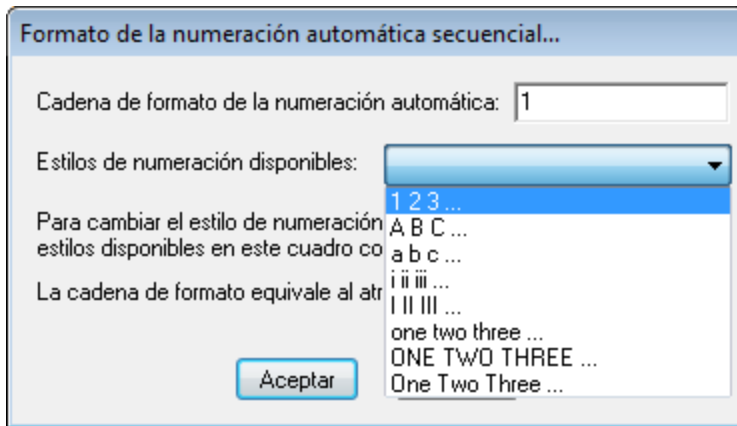 Formato de la numeración automática secuencial...
Cadena de formato de la numeración automática: 1
Estilos de numeración disponibles:
1 2 3 ...
Para cambiar el estilo de numeración
A B C ...
estilos disponibles en este cuadro co
a b c ...
i ii iii ...
La cadena de formato equivale al atr
I II III ...
one two three ...
ONE TWO THREE ...
Aceptar
One Two Three ...